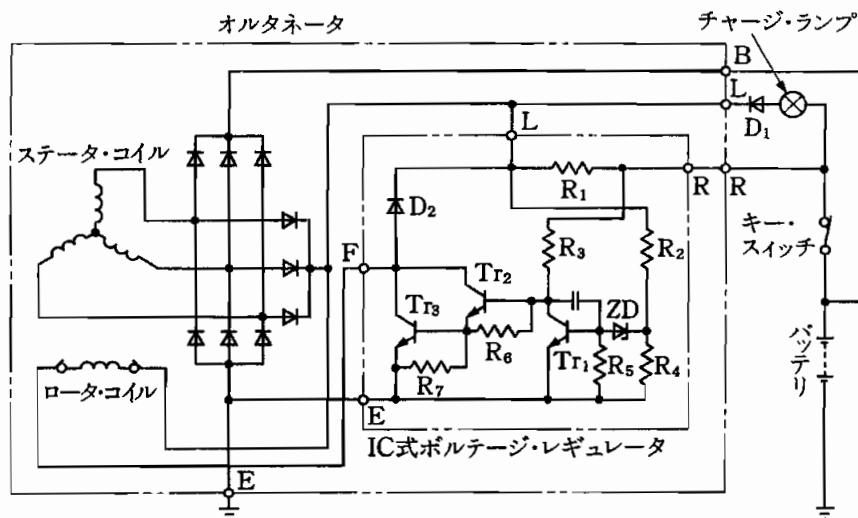 オルタネータ
チャージ・ランプ
B
L
D₁
ステータ・コイル
L
R₁
R
R
D₂
キー・
スイッチ
F
R₃
R₂
Tr₂
Tr₃
ZD
R₆
Tr₁
R₅
R₄
バッテリ
R₇
ロータ・コイル
E
IC式ボルテージ・レギュレータ
E